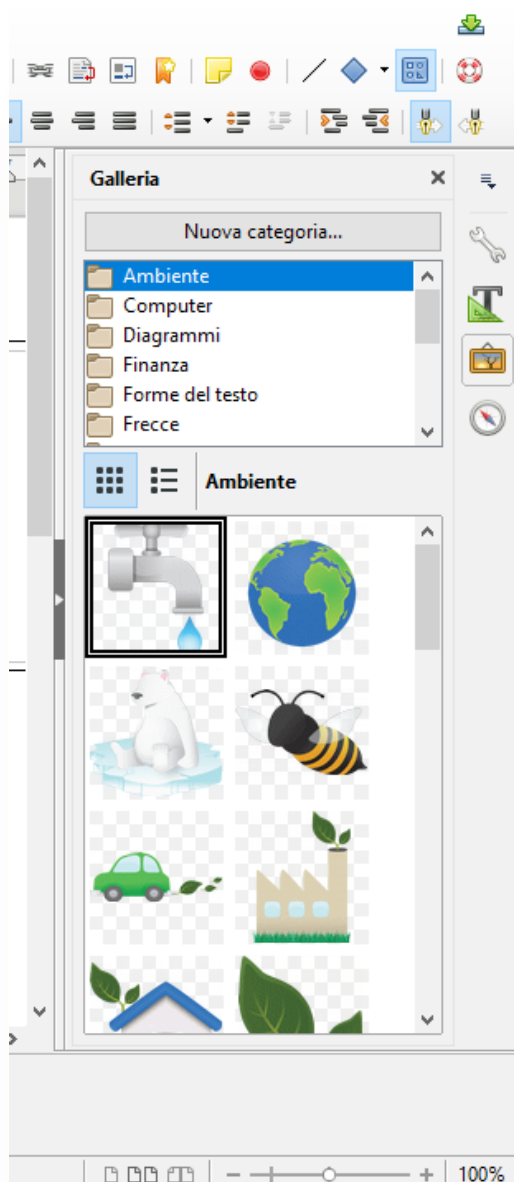 Galleria
Nuova categoria...
Ambiente
Computer
Diagrammi
Finanza
Forme del testo
Frecce
Ambiente
100%